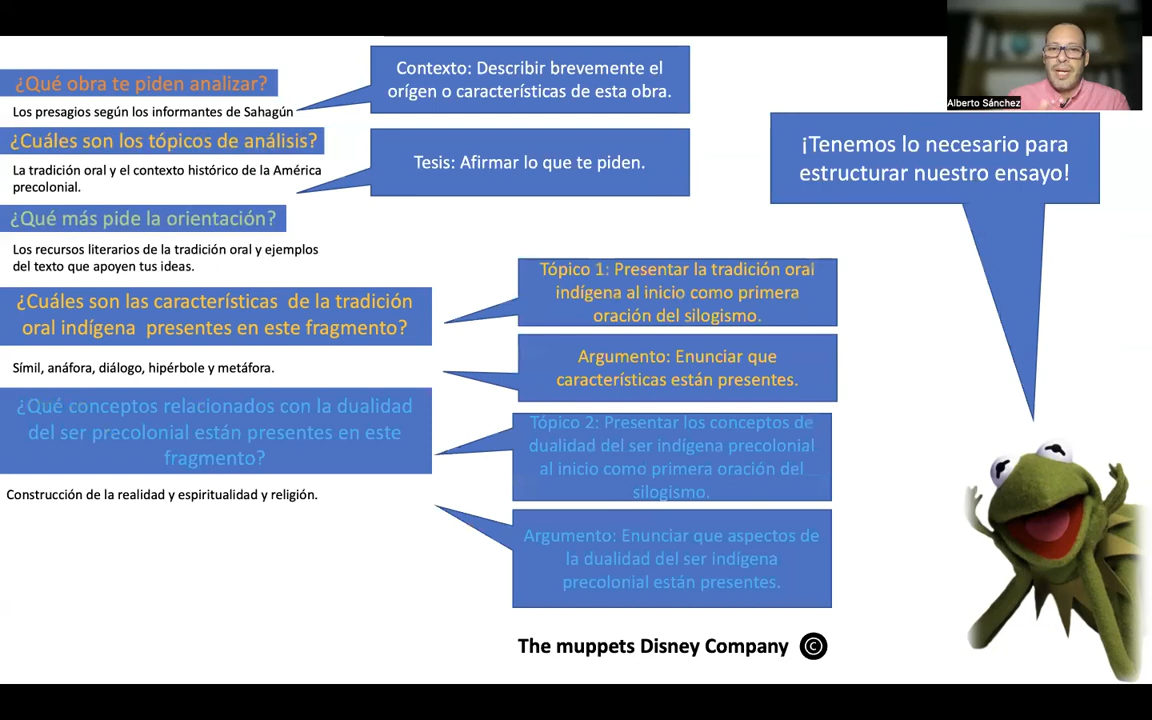 ¿Qué obra te piden analizar?
Los presagios según los informantes de Sahagún
¿Cuáles son los tópicos de análisis?
La tradición oral y el contexto histórico de la América
precolonial.
¿Qué más pide la orientación?
Los recursos literarios de la tradición oral y ejemplos
del texto que apoyen tus ideas.
¿Cuáles son las características  de la tradición
oral indígena  presentes en este fragmento?
Símil, anáfora, diálogo, hipérbole y metáfora.
¿Qué conceptos relacionados con la dualidad
del ser precolonial están presentes en este
fragmento?
Construcción de la realidad y espiritualidad y religión.
Contexto: Describir brevemente el
orígen o características de esta obra.
Tesis: Afirmar lo que te piden.
Tópico 1: Presentar la tradición oral
indígena al inicio como primera
oración del silogismo.
Argumento: Enunciar que
características están presentes.
Tópico 2: Presentar los conceptos de
dualidad del ser indígena precolonial
al inicio como primera oración del
silogismo.
Argumento: Enunciar que aspectos de
la dualidad del ser indígena
precolonial están presentes.
The muppets Disney Company ©
Alberto Sánchez
¡Tenemos lo necesario para
estructurar nuestro ensayo!